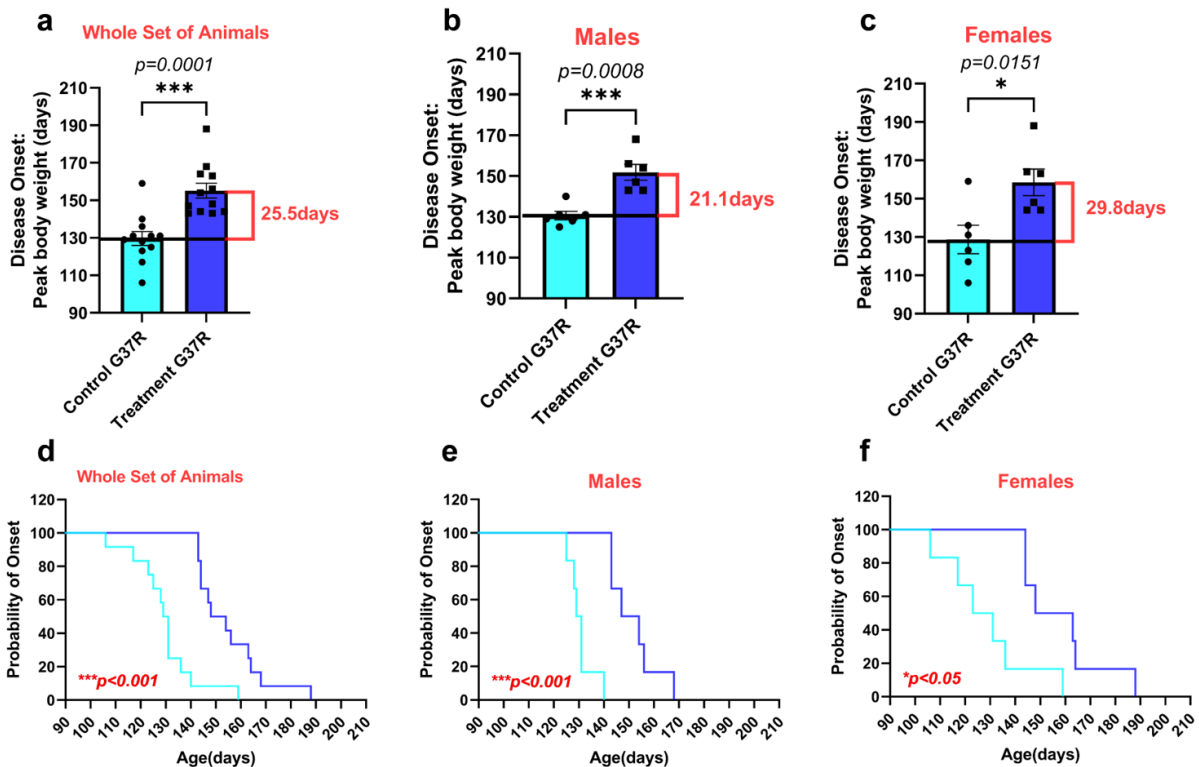 a
Whole Set of Animals
p=0.0001
***
Disease Onset:
Peak body weight (days)
210
190
170
150
130
110
90
25.5days
Control G37R
Treatment G37R
b
Males
p=0.0008
***
Disease Onset:
Peak body weight (days)
210
190
170
150
130
110
90
21.1days
Control G37R
Treatment G37R
c
Females
p=0.0151
*
Disease Onset:
Peak body weight (days)
210
190
170
150
130
110
90
29.8days
Control G37R
Treatment G37R
d
Whole Set of Animals
Probability of Onset
120
100
80
60
40
20
0
***p<0.001
90 100 110 120 130 140 150 160 170 180 190 200 210
Age(days)
e
Males
Probability of Onset
120
100
80
60
40
20
0
***p<0.001
90 100 110 120 130 140 150 160 170 180 190 200 210
Age(days)
f
Females
Probability of Onset
120
100
80
60
40
20
0
*p<0.05
90 100 110 120 130 140 150 160 170 180 190 200 210
Age(days)